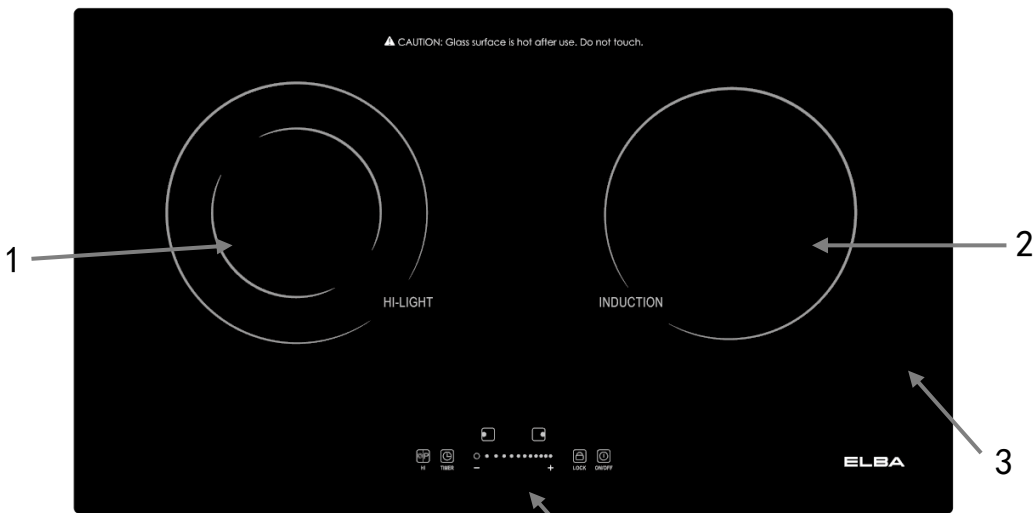 CAUTION: Glass surface is hot after use. Do not touch.
1
2
HI-LIGHT
INDUCTION
3
H
TIMER
LOCK
ON/OFF
ELBA